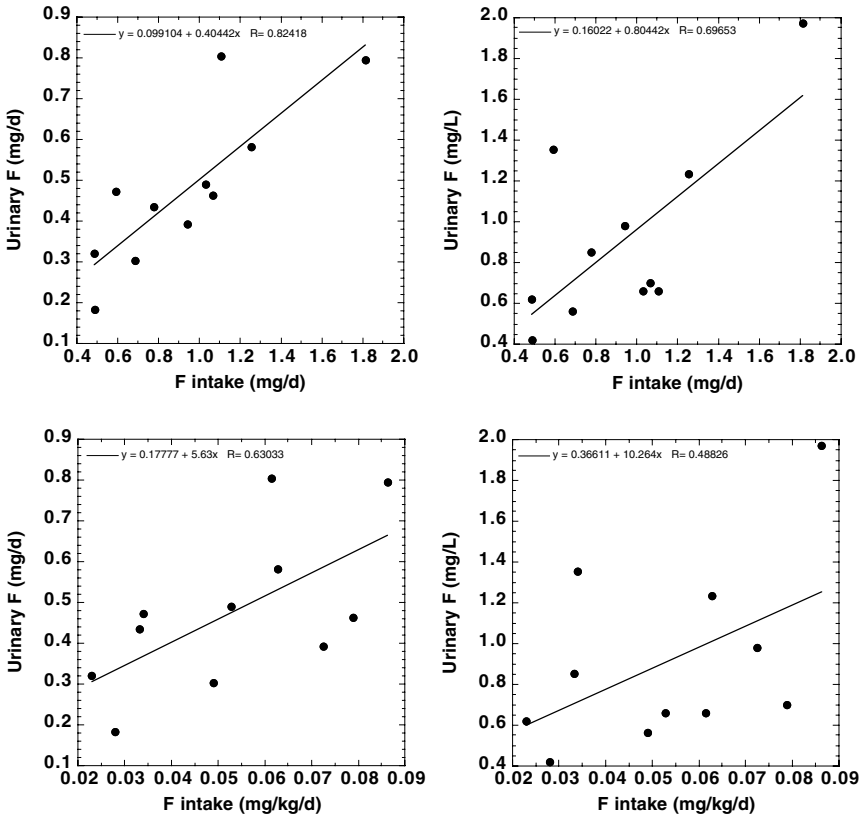 y = 0.099104 + 0.40442x R= 0.82418
0.9
0.8
0.7
0.6
0.5
0.4
0.3
0.2
0.1
Urinary F (mg/d)
0.4 0.6 0.8 1.0 1.2 1.4 1.6 1.8 2.0
F intake (mg/d)
y = 0.16022 + 0.80442x R= 0.69653
2.0
1.8
1.6
1.4
1.2
1.0
0.8
0.6
0.4
Urinary F (mg/L)
0.4 0.6 0.8 1.0 1.2 1.4 1.6 1.8 2.0
F intake (mg/d)
y = 0.17777 + 5.63x R= 0.63033
0.9
0.8
0.7
0.6
0.5
0.4
0.3
0.2
0.1
Urinary F (mg/d)
0.02 0.03 0.04 0.05 0.06 0.07 0.08 0.09
F intake (mg/kg/d)
y = 0.36611 + 10.264x R= 0.48826
2.0
1.8
1.6
1.4
1.2
1.0
0.8
0.6
0.4
Urinary F (mg/L)
0.02 0.03 0.04 0.05 0.06 0.07 0.08 0.09
F intake (mg/kg/d)